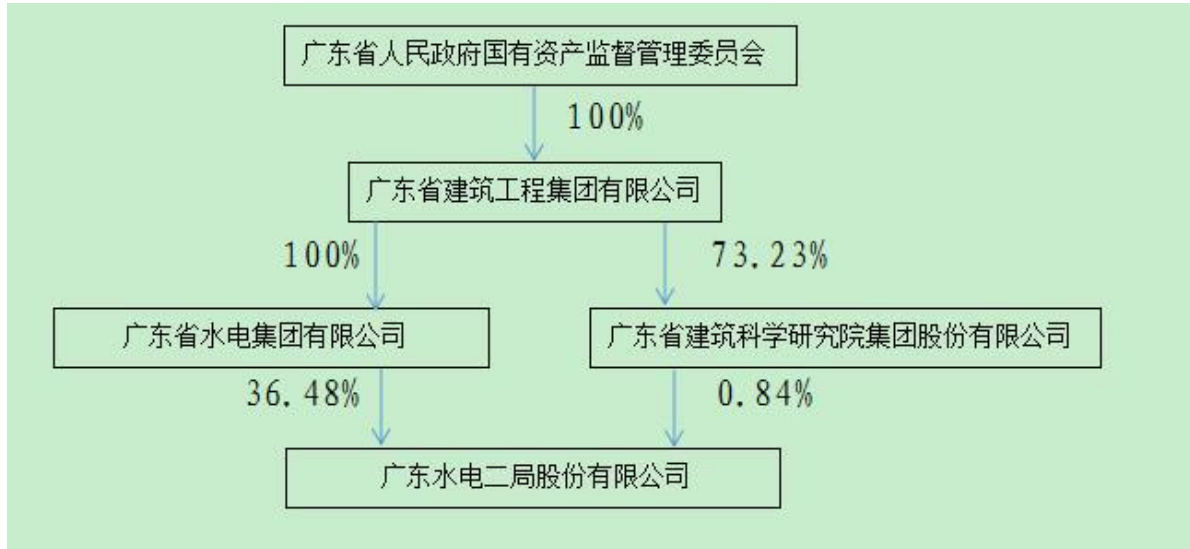 广东省人民政府国有资产监督管理委员会
100%
广东省建筑工程集团有限公司
100%
73.23%
广东省水电集团有限公司
广东省建筑科学研究院集团股份有限公司
36.48%
0.84%
广东水电二局股份有限公司